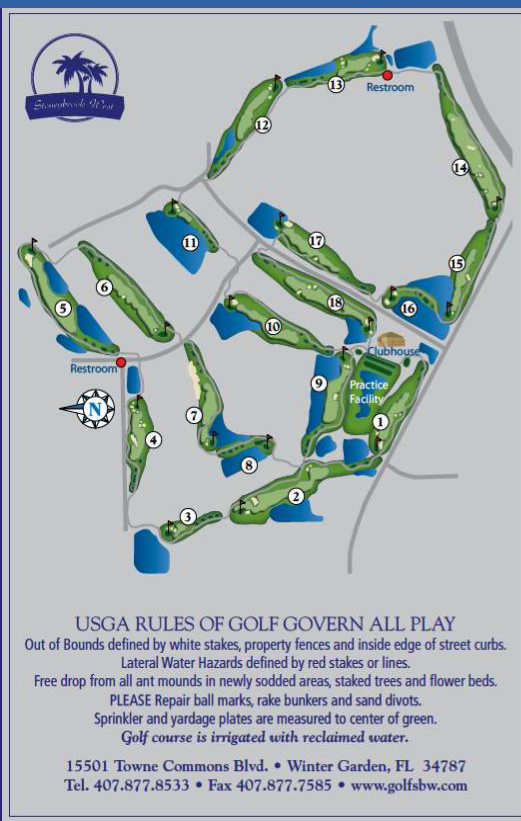 Stoneybrook West
13
Restroom
12
14
11
17
15
6
5
18
16
10
Clubhouse
Restroom
9
Practice
Facility
N
7
1
4
8
2
3
USGA RULES OF GOLF GOVERN ALL PLAY
Out of Bounds defined by white stakes, property fences and inside edge of street curbs.
Lateral Water Hazards defined by red stakes or lines.
Free drop from all ant mounds in newly sodded areas, staked trees and flower beds.
PLEASE Repair ball marks, rake bunkers and sand divots.
Sprinkler and yardage plates are measured to center of green.
Golf course is irrigated with reclaimed water.
15501 Towne Commons Blvd. • Winter Garden, FL 34787
Tel. 407.877.8533 • Fax 407.877.7585 • www.golfsbw.com